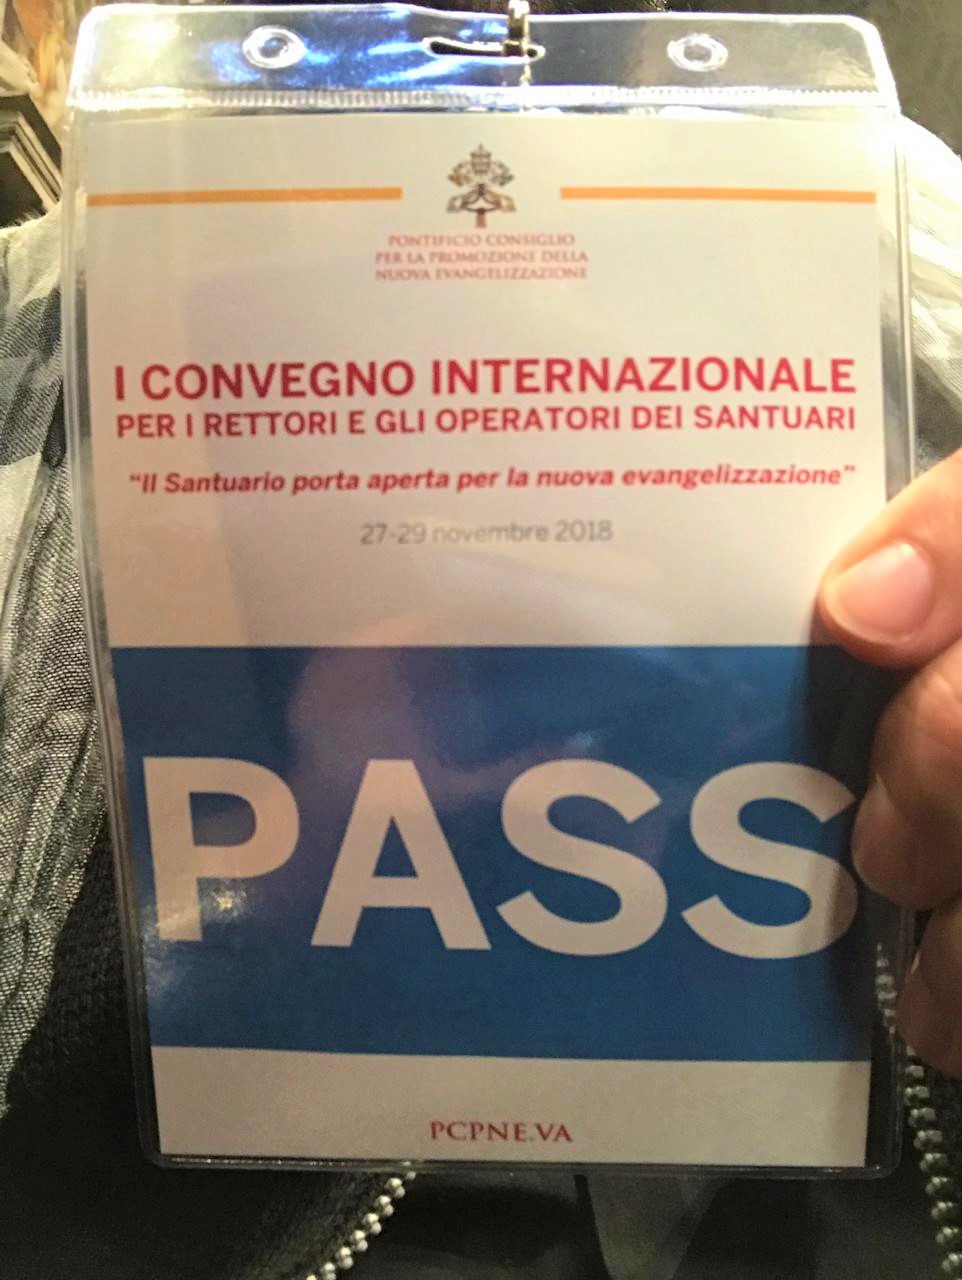 PONTIFICIO CONSIGLIO
PER LA PROMOZIONE DELLA
NUOVA EVANGELIZZAZIONE
I CONVEGNO INTERNAZIONALE
PER I RETTORI E GLI OPERATORI DEI SANTUARI
"Il Santuario porta aperta per la nuova evangelizzazione"
27-29 novembre 2018
PASS
PCPNE.VA